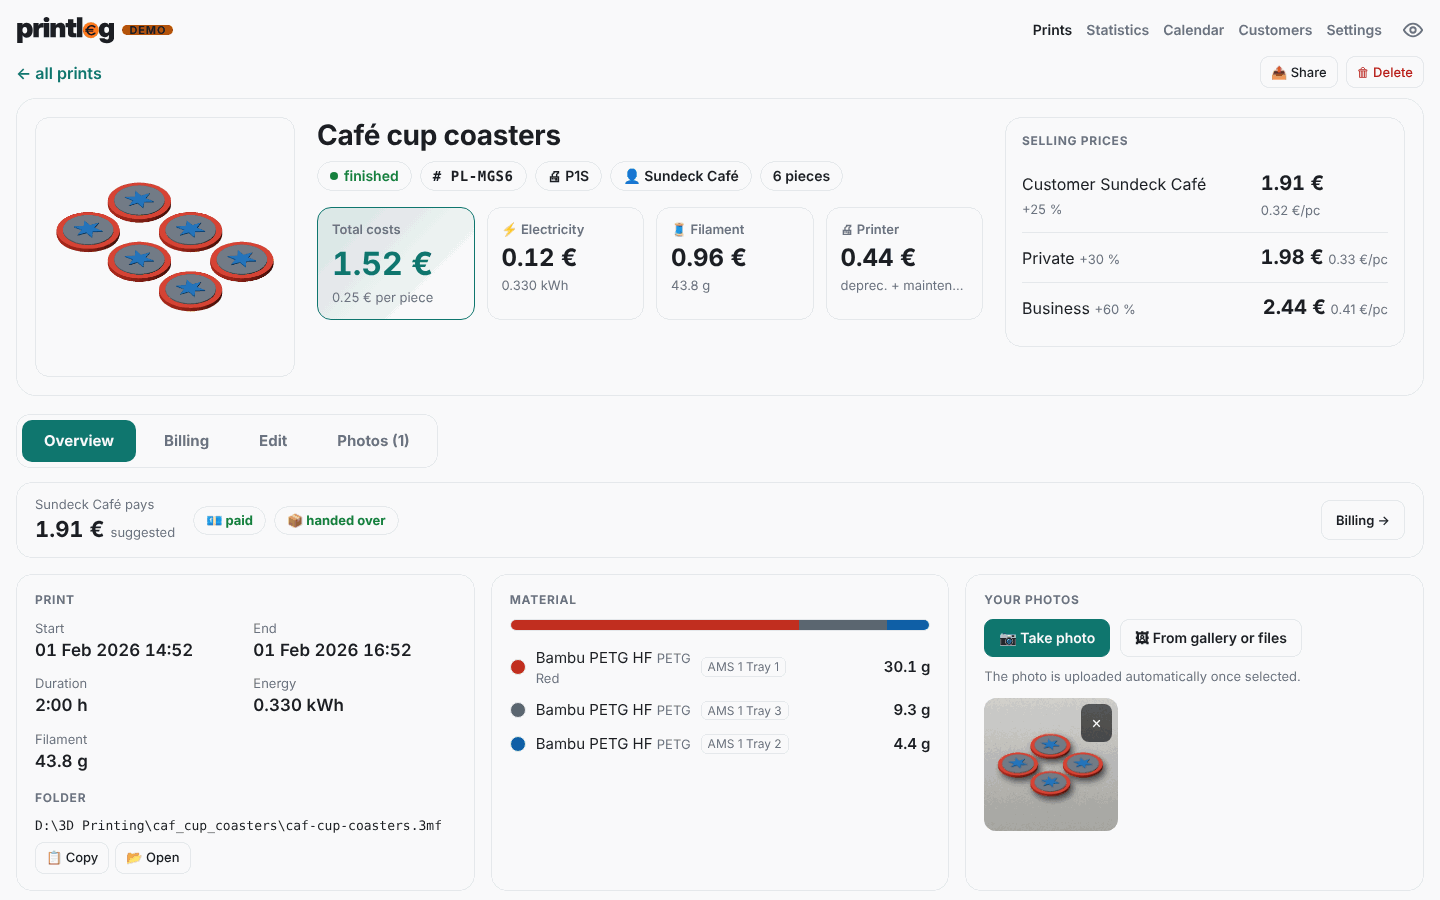 printl€g DEMO
Prints Statistics Calendar Customers Settings
← all prints
Share Delete
Café cup coasters
finished # PL-MGS6 P1S Sundeck Café 6 pieces
Total costs
1.52 €
0.25 € per piece
Electricity
0.12 €
0.330 kWh
Filament
0.96 €
43.8 g
Printer
0.44 €
deprec. + mainten...
SELLING PRICES
Customer Sundeck Café 1.91 €
+25 % 0.32 €/pc
Private +30 % 1.98 € 0.33 €/pc
Business +60 % 2.44 € 0.41 €/pc
Overview Billing Edit Photos (1)
Sundeck Café pays
1.91 € suggested paid handed over
Billing →
PRINT
Start End
01 Feb 2026 14:52 01 Feb 2026 16:52
Duration Energy
2:00 h 0.330 kWh
Filament
43.8 g
FOLDER
D:\3D Printing\caf_cup_coasters\caf-cup-coasters.3mf
Copy Open
MATERIAL
Bambu PETG HF PETG AMS 1 Tray 1 30.1 g
Red
Bambu PETG HF PETG AMS 1 Tray 3 9.3 g
Bambu PETG HF PETG AMS 1 Tray 2 4.4 g
YOUR PHOTOS
Take photo From gallery or files
The photo is uploaded automatically once selected.
×